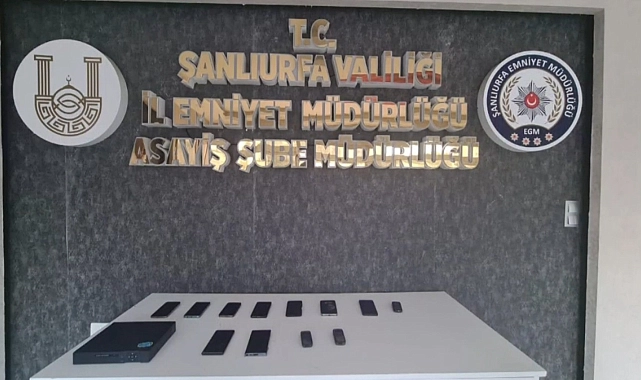 T.C.
ŞANLIURFA VALİLİĞİ
İL EMNİYET MÜDÜRLÜĞÜ
ASAYİŞ ŞUBE MÜDÜRLÜĞÜ
ŞANLIURFA EMNİYET MÜDÜRLÜĞÜ
EGM